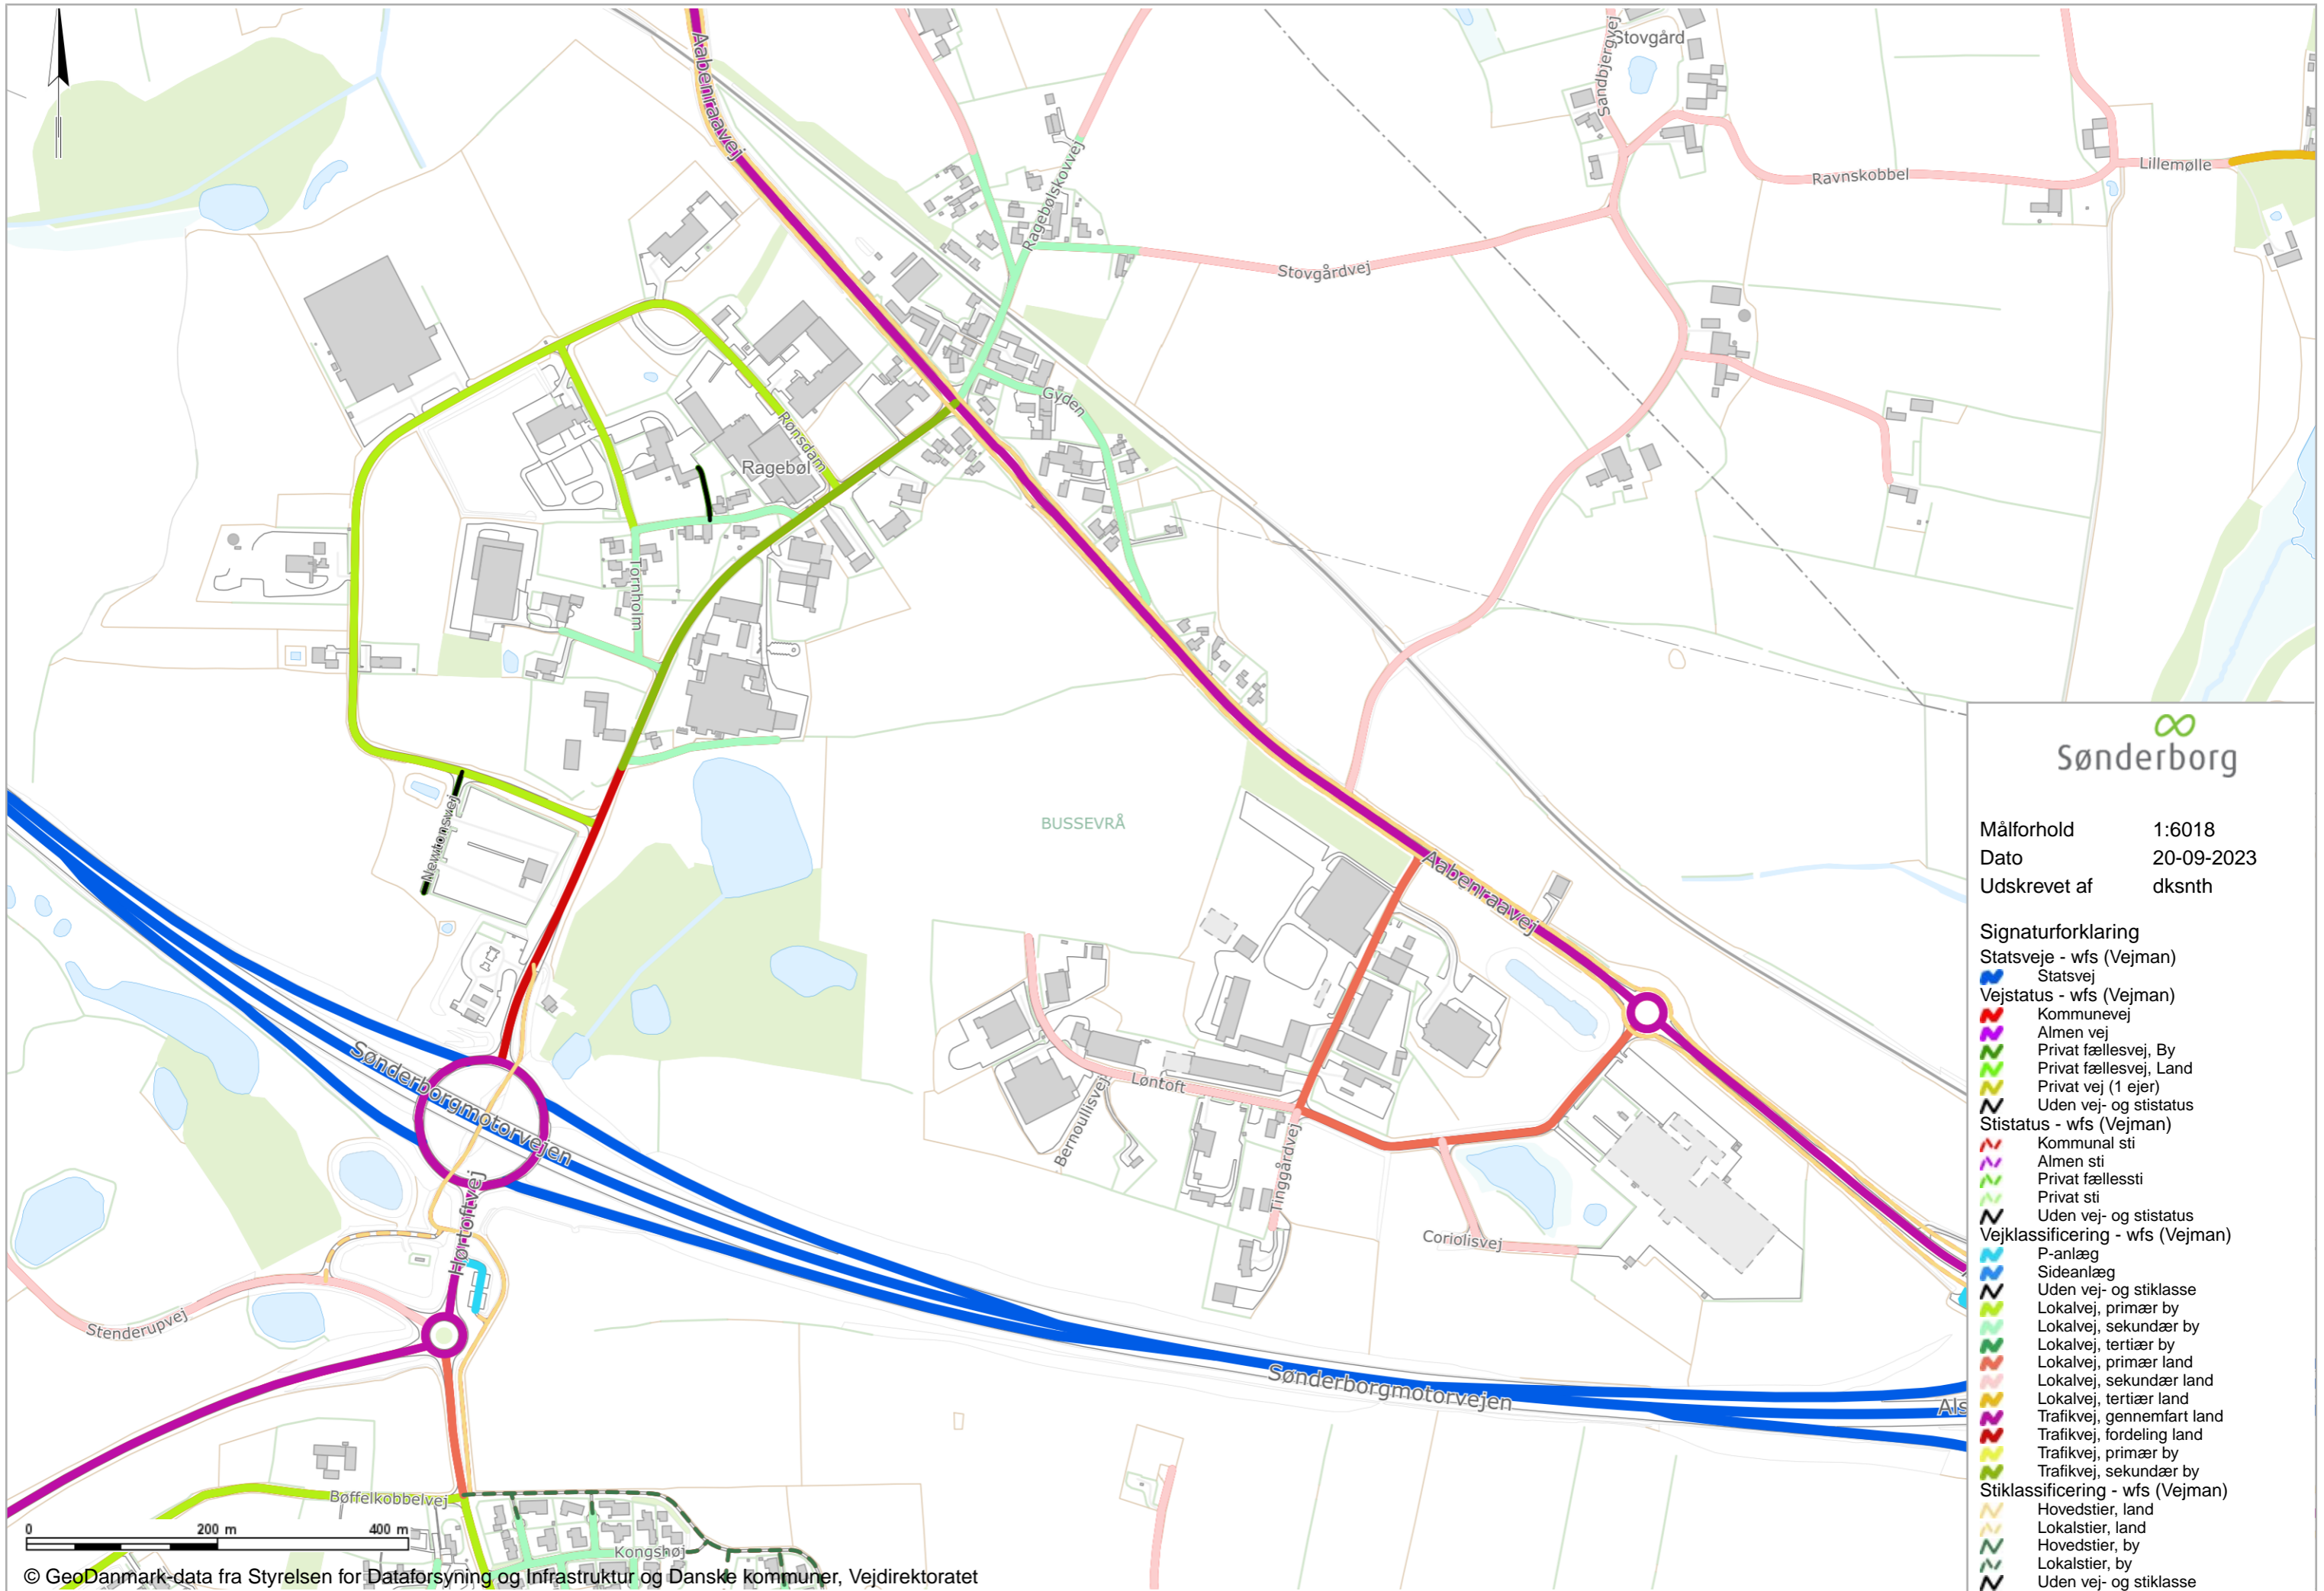 Aabenraavej
Sandbjergvej
Stovgård
Ragebølskovvej
Ravnskobbel
Lillemølle
Stovgårdvej
Gyden
Rønsdam
Ragebøl
Tornholm
Newtonsvej
BUSSEVRÅ
Aabenraavej
Sønderborgmotorvejen
Hørtoftvej
Løntoft
Bernoullisvej
Tinggårdvej
Coriolisvej
Stenderupvej
Sønderborgmotorvejen
Als
Bøffelkobbelvej
Kongshøj
0 200 m 400 m
© GeoDanmark-data fra Styrelsen for Dataforsyning og Infrastruktur og Danske kommuner, Vejdirektoratet
Sønderborg
Målforhold 1:6018
Dato 20-09-2023
Udskrevet af dksnth
Signaturforklaring
Statsveje - wfs (Vejman)
Statsvej
Vejstatus - wfs (Vejman)
Kommunevej
Almen vej
Privat fællesvej, By
Privat fællesvej, Land
Privat vej (1 ejer)
Uden vej- og stistatus
Stistatus - wfs (Vejman)
Kommunal sti
Almen sti
Privat fællessti
Privat sti
Uden vej- og stistatus
Vejklassificering - wfs (Vejman)
P-anlæg
Sideanlæg
Uden vej- og stiklasse
Lokalvej, primær by
Lokalvej, sekundær by
Lokalvej, tertiær by
Lokalvej, primær land
Lokalvej, sekundær land
Lokalvej, tertiær land
Trafikvej, gennemfart land
Trafikvej, fordeling land
Trafikvej, primær by
Trafikvej, sekundær by
Stiklassificering - wfs (Vejman)
Hovedstier, land
Lokalstier, land
Hovedstier, by
Lokalstier, by
Uden vej- og stiklasse